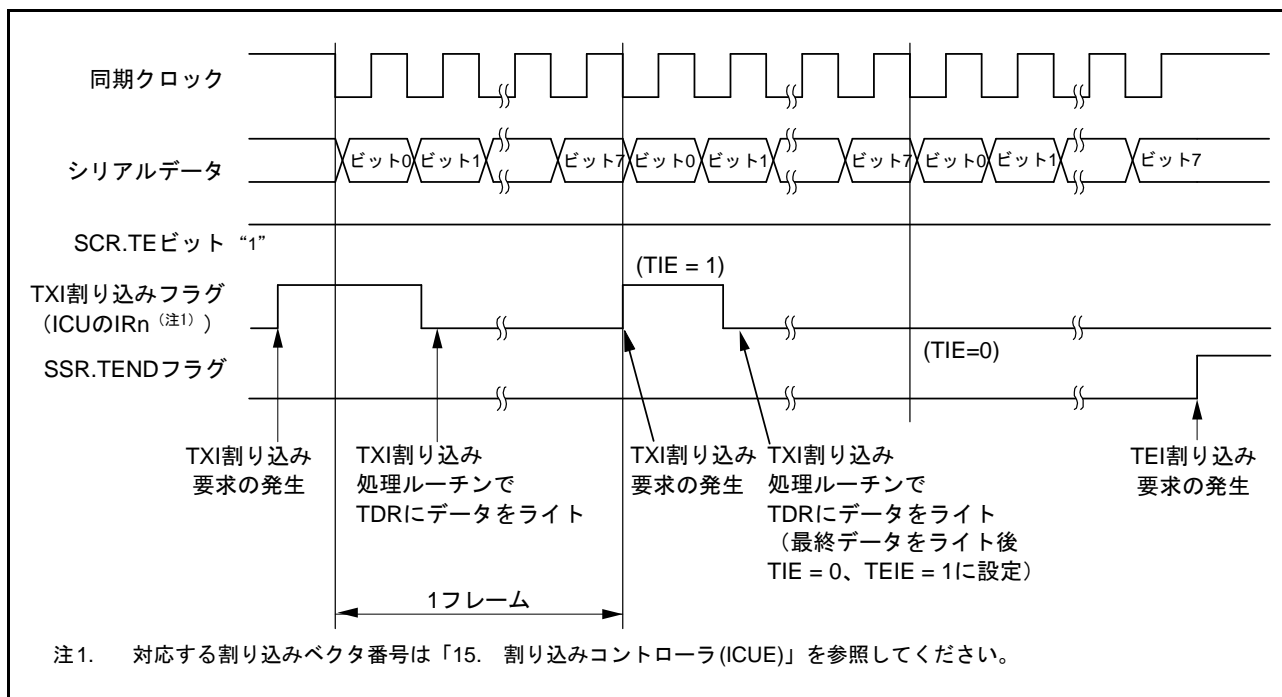 同期クロック
シリアルデータ
ビット0 ビット1 ビット7 ビット0 ビット1 ビット7 ビット0 ビット1 ビット7
SCR.TEビット “1”
(TIE = 1)
TXI割り込みフラグ
(ICUのIRn（注1）)
(TIE=0)
SSR.TENDフラグ
TXI割り込み
要求の発生
TXI割り込み
処理ルーチンで
TDRにデータをライト
TXI割り込み
要求の発生
TXI割り込み
処理ルーチンで
TDRにデータをライト
（最終データをライト後
TIE = 0、TEIE = 1に設定）
TEI割り込み
要求の発生
1フレーム
注1. 対応する割り込みベクタ番号は「15. 割り込みコントローラ(ICUE)」を参照してください。